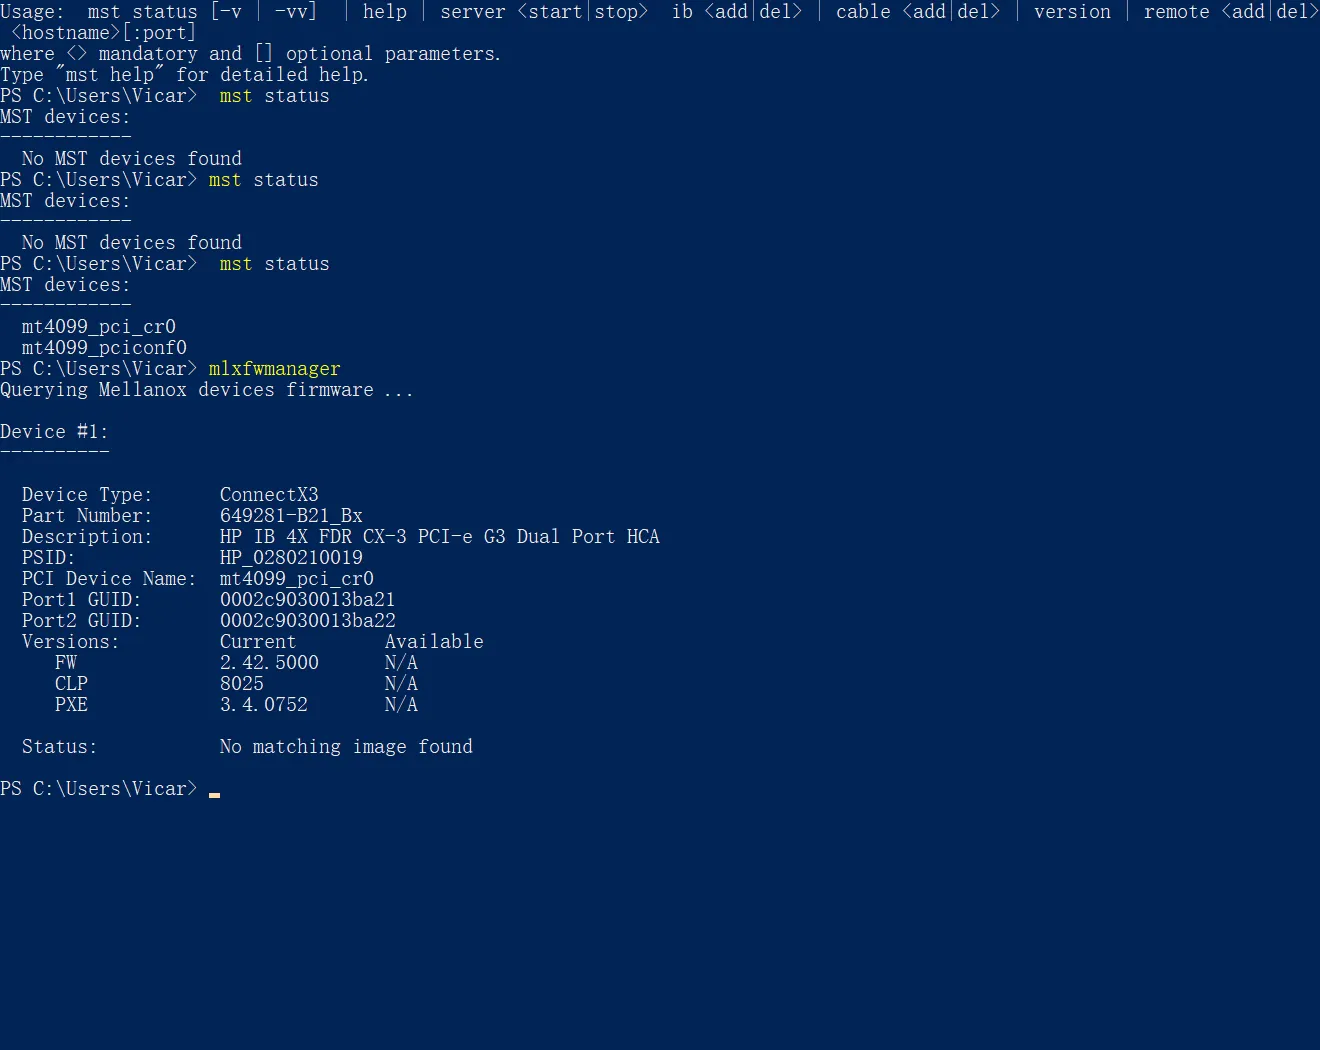 Usage:  mst status [-v | -vv]  | help | server <start|stop>  ib <add|del> | cable <add|del> | version | remote <add|del>
 <hostname>[:port]
where <> mandatory and [] optional parameters.
Type "mst help" for detailed help.
PS C:\Users\Vicar>  mst status
MST devices:
------------
  No MST devices found
PS C:\Users\Vicar> mst status
MST devices:
------------
  No MST devices found
PS C:\Users\Vicar>  mst status
MST devices:
------------
  mt4099_pci_cr0
  mt4099_pciconf0
PS C:\Users\Vicar> mlxfwmanager
Querying Mellanox devices firmware ...

Device #1:
----------

  Device Type:      ConnectX3
  Part Number:      649281-B21_Bx
  Description:      HP IB 4X FDR CX-3 PCI-e G3 Dual Port HCA
  PSID:             HP_0280210019
  PCI Device Name:  mt4099_pci_cr0
  Port1 GUID:       0002c9030013ba21
  Port2 GUID:       0002c9030013ba22
  Versions:         Current        Available
     FW             2.42.5000      N/A
     CLP            8025           N/A
     PXE            3.4.0752       N/A

  Status:           No matching image found

PS C:\Users\Vicar>